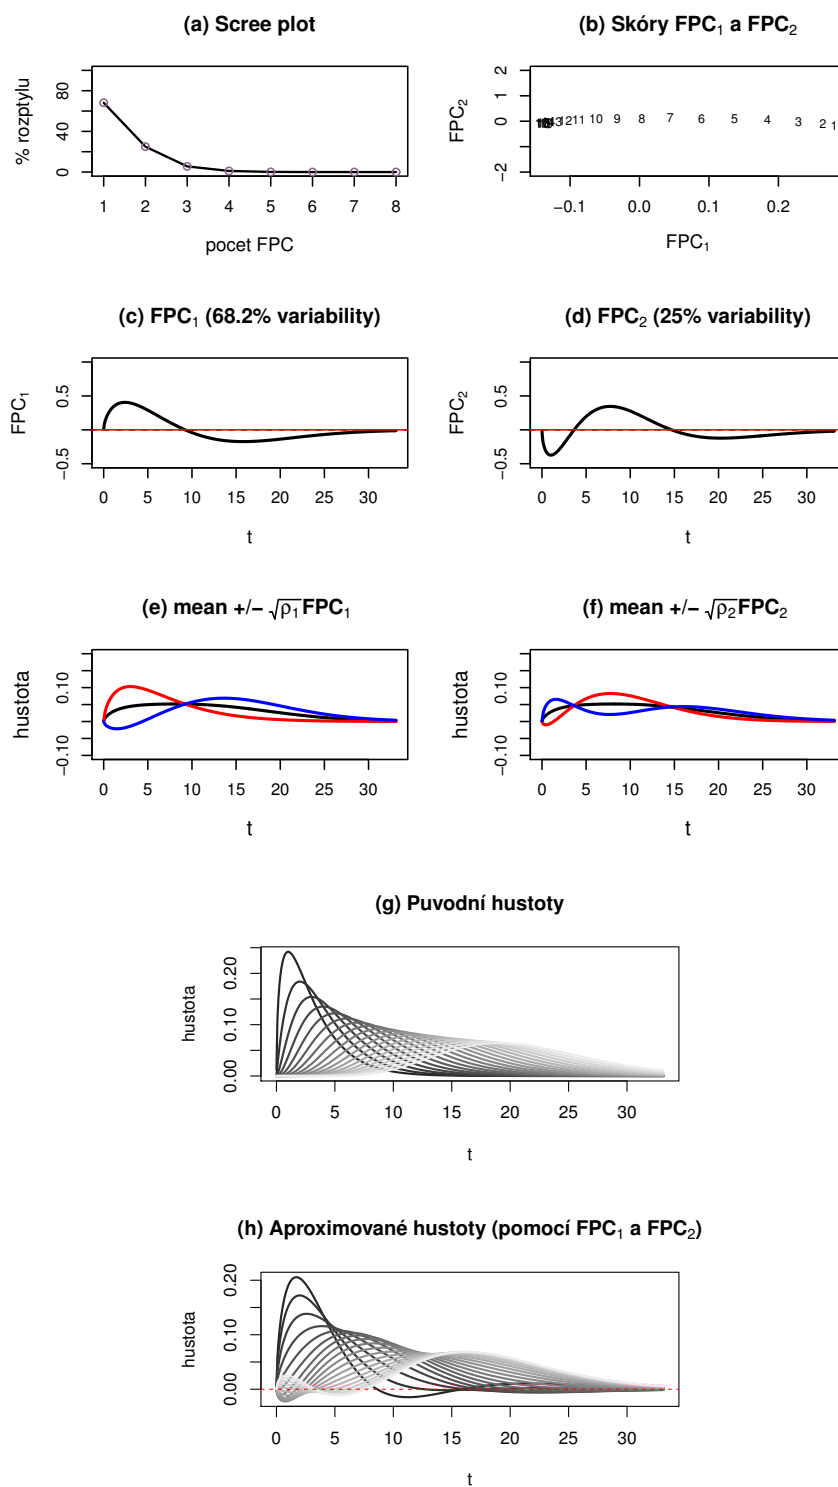 (a) Scree plot
% rozptylu
0 40 80
1 2 3 4 5 6 7 8
pocet FPC
(b) Skóry FPC₁ a FPC₂
FPC₂
−2 −1 0 1 2
13 12 11 10 9 8 7 6 5 4 3 2 1
−0.1 0.0 0.1 0.2
FPC₁
(c) FPC₁ (68.2% variability)
FPC₁
−0.5 0.5
0 5 10 15 20 25 30
t
(d) FPC₂ (25% variability)
FPC₂
−0.5 0.5
0 5 10 15 20 25 30
t
(e) mean +/− √ρ₁FPC₁
hustota
−0.10 0.10
0 5 10 15 20 25 30
t
(f) mean +/− √ρ₂FPC₂
hustota
−0.10 0.10
0 5 10 15 20 25 30
t
(g) Puvodní hustoty
hustota
0.00 0.10 0.20
0 5 10 15 20 25 30
t
(h) Aproximované hustoty (pomocí FPC₁ a FPC₂)
hustota
0.00 0.10 0.20
0 5 10 15 20 25 30
t